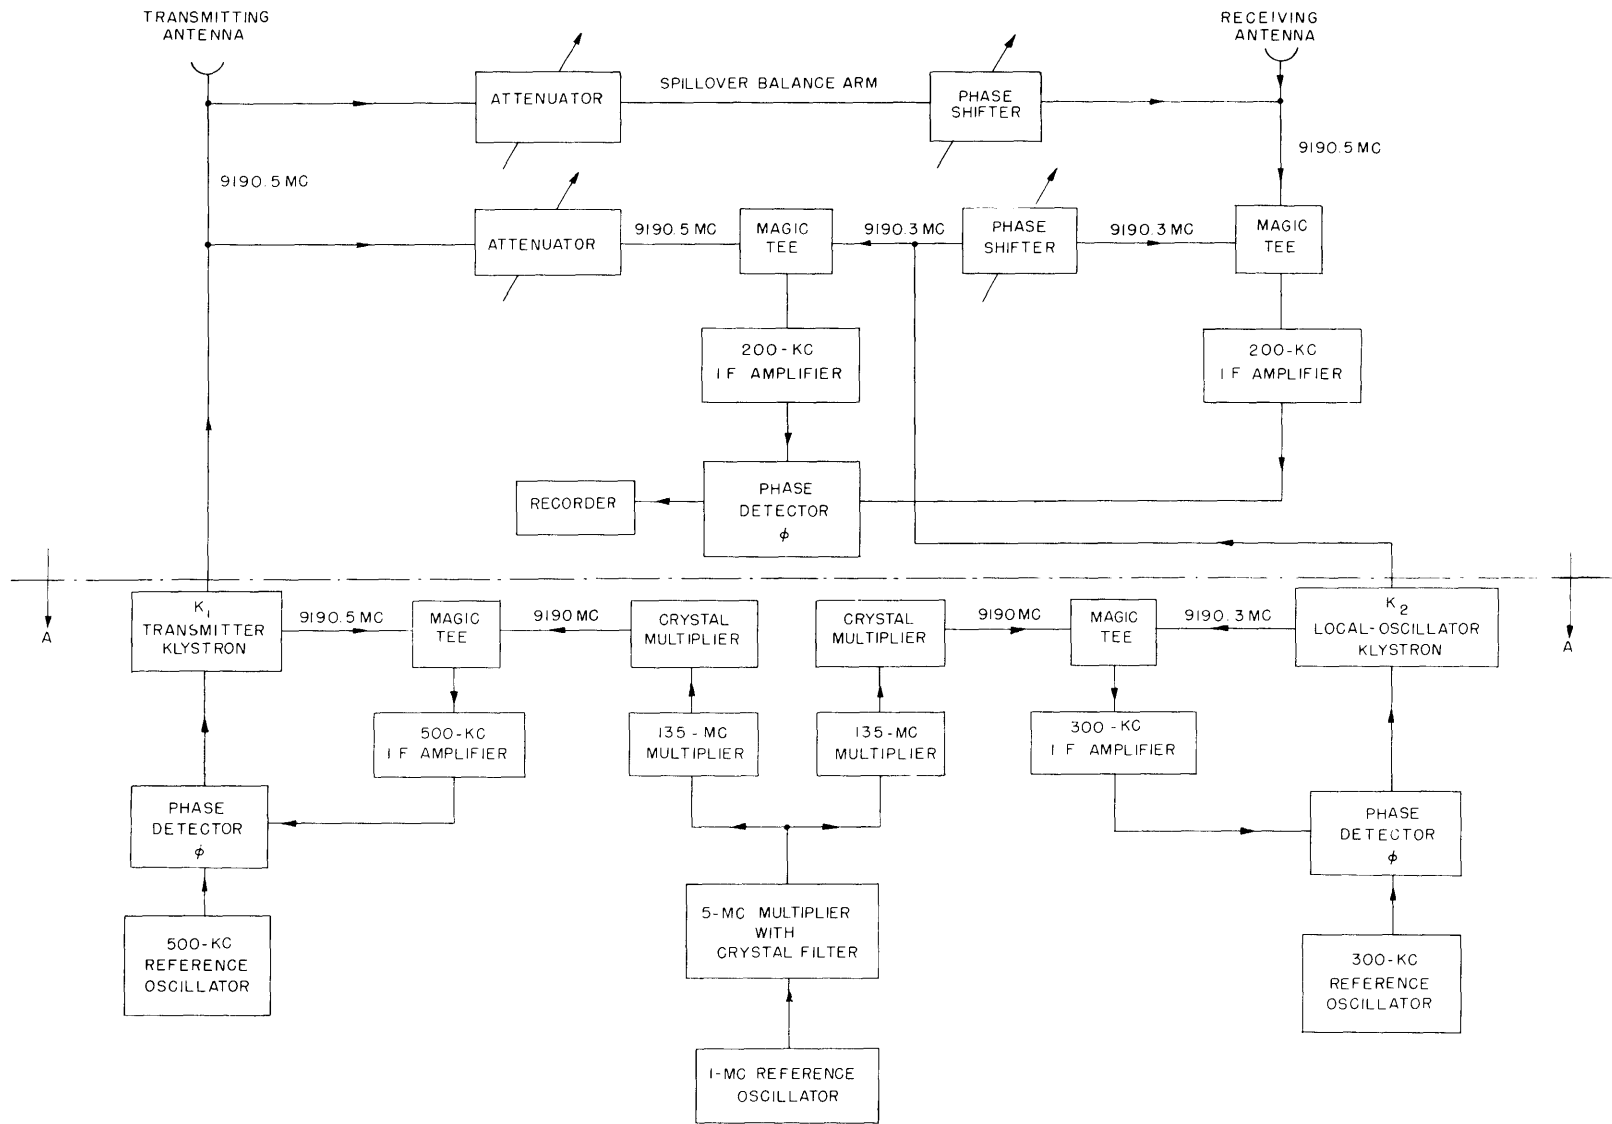 TRANSMITTING
ANTENNA
RECEIVING
ANTENNA
ATTENUATOR
SPILLOVER BALANCE ARM
PHASE
SHIFTER
9190.5 MC
9190.5 MC
ATTENUATOR
9190.5 MC
MAGIC
TEE
9190.3 MC
PHASE
SHIFTER
9190.3 MC
MAGIC
TEE
200-KC
IF AMPLIFIER
200-KC
IF AMPLIFIER
RECORDER
PHASE
DETECTOR
ϕ
A
K1
TRANSMITTER
KLYSTRON
9190.5 MC
MAGIC
TEE
9190 MC
CRYSTAL
MULTIPLIER
CRYSTAL
MULTIPLIER
9190 MC
MAGIC
TEE
9190.3 MC
K2
LOCAL-OSCILLATOR
KLYSTRON
A
500-KC
IF AMPLIFIER
135-MC
MULTIPLIER
135-MC
MULTIPLIER
300-KC
IF AMPLIFIER
PHASE
DETECTOR
ϕ
PHASE
DETECTOR
ϕ
500-KC
REFERENCE
OSCILLATOR
5-MC MULTIPLIER
WITH
CRYSTAL FILTER
300-KC
REFERENCE
OSCILLATOR
1-MC REFERENCE
OSCILLATOR